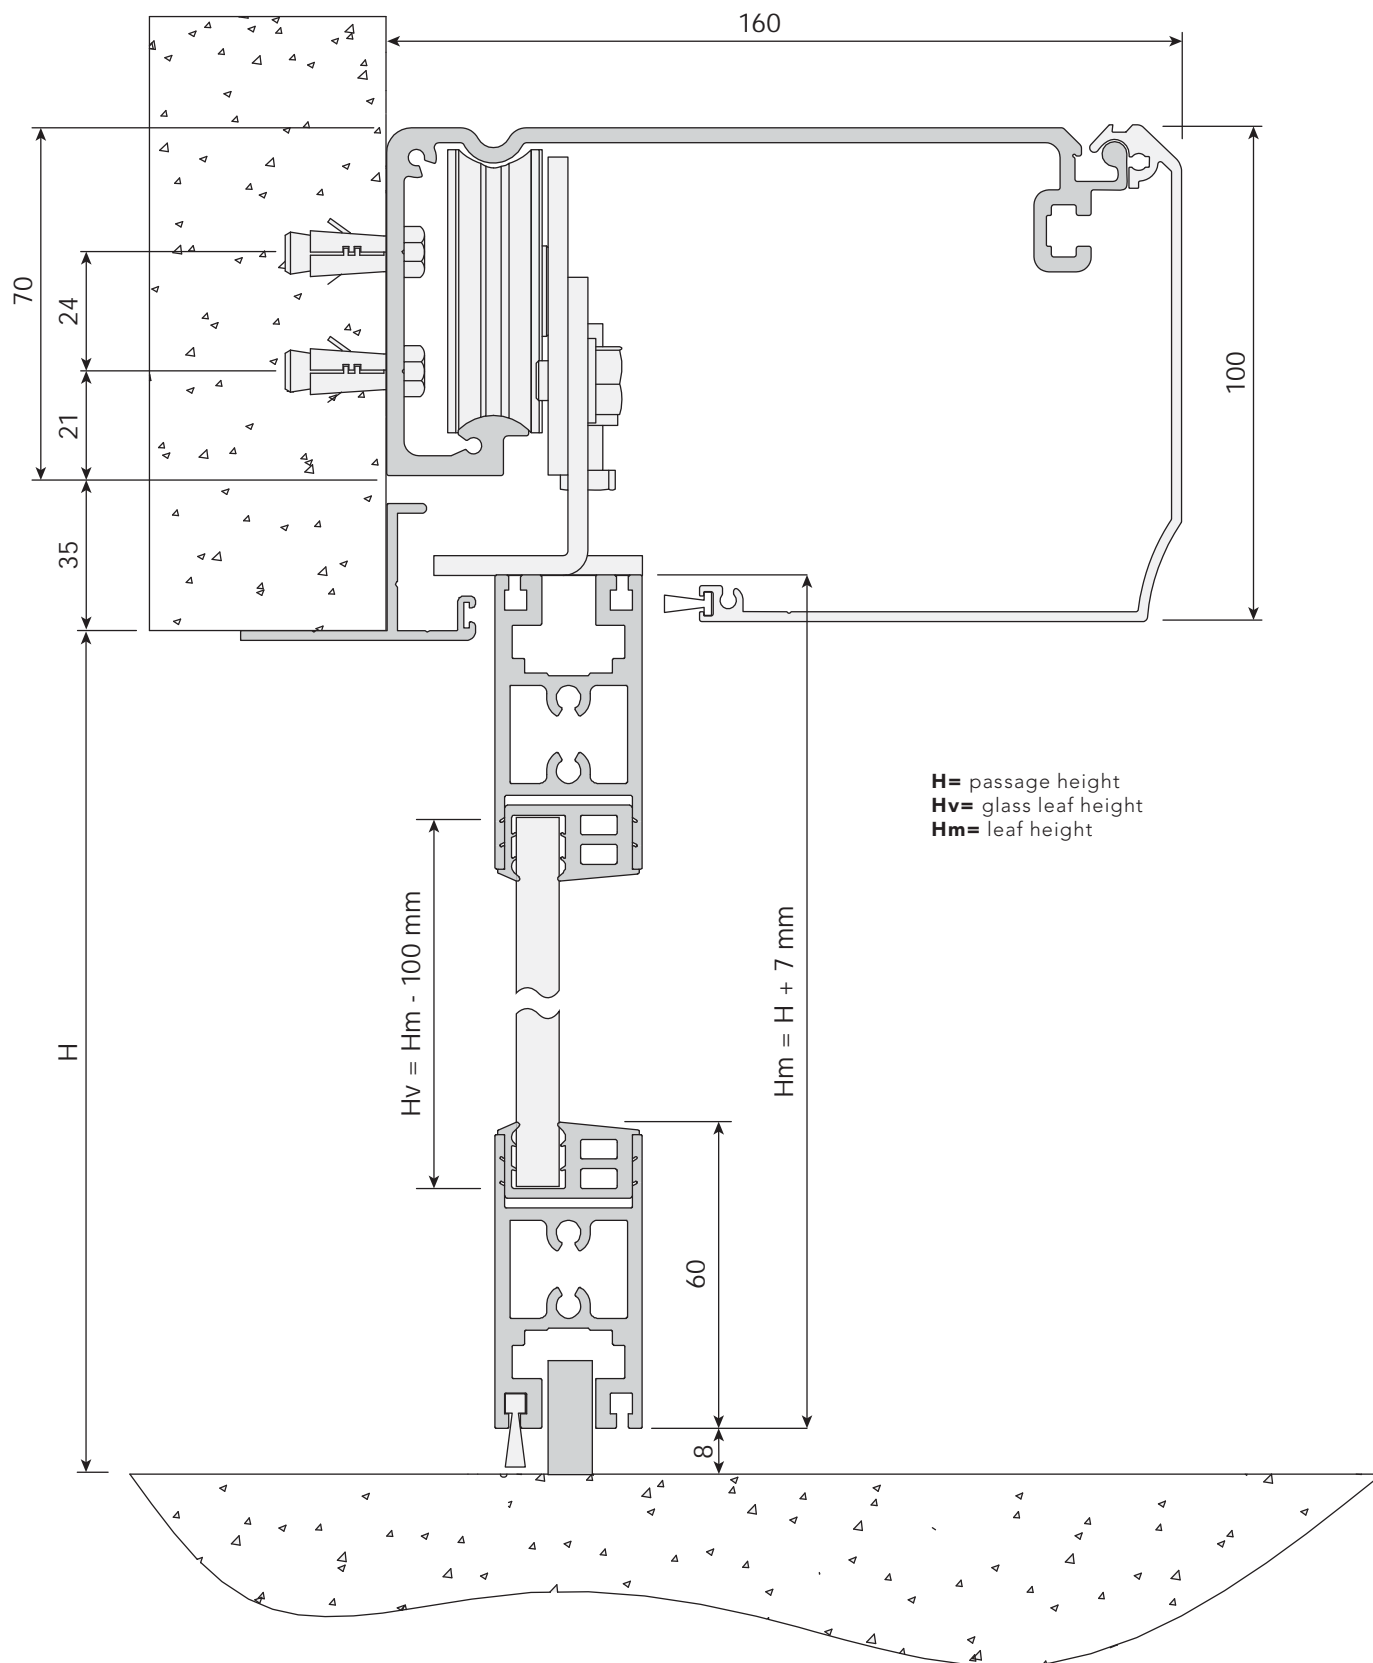 160
70
24
21
35
100
H= passage height
Hv= glass leaf height
Hm= leaf height
Hv = Hm - 100 mm
Hm = H + 7 mm
H
60
8